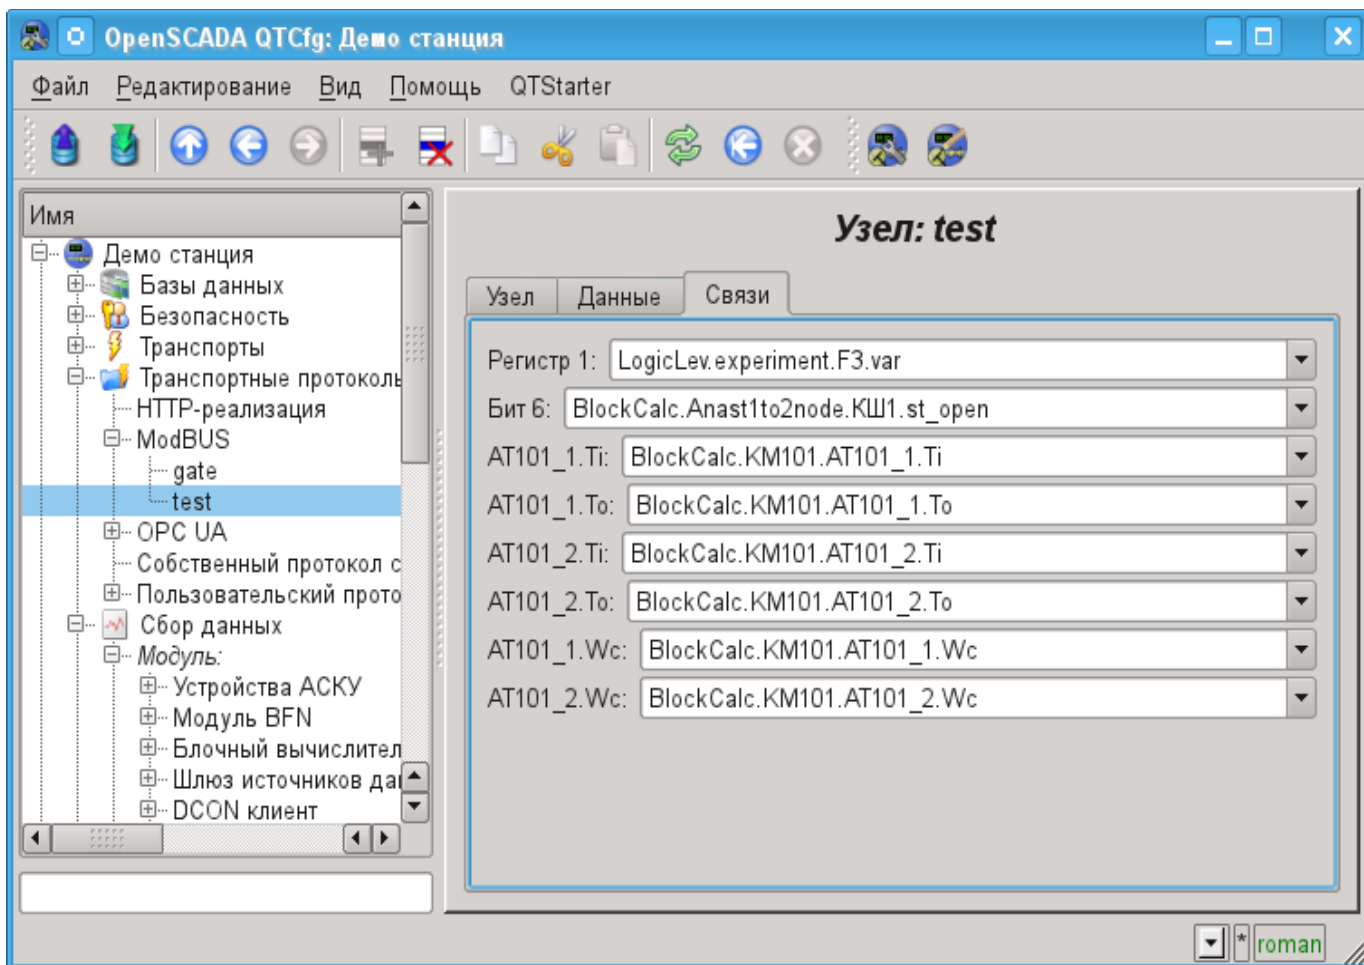 OpenSCADA QTCfg: Демо станция
Файл Редактирование Вид Помощь QTStarter
Имя
Демо станция
Базы данных
Безопасность
Транспорты
Транспортные протоколь
HTTP-реализация
ModBUS
gate
test
OPC UA
Собственный протокол с
Пользовательский прото
Сбор данных
Модуль:
Устройства АСКУ
Модуль BFN
Блочный вычислител
Шлюз источников дан
DCON клиент
Узел: test
Узел Данные Связи
Регистр 1: LogicLev.experiment.F3.var
Бит 6: BlockCalc.Anast1to2node.КШ1.st_open
AT101_1.Ti: BlockCalc.KM101.AT101_1.Ti
AT101_1.To: BlockCalc.KM101.AT101_1.To
AT101_2.Ti: BlockCalc.KM101.AT101_2.Ti
AT101_2.To: BlockCalc.KM101.AT101_2.To
AT101_1.Wc: BlockCalc.KM101.AT101_1.Wc
AT101_2.Wc: BlockCalc.KM101.AT101_2.Wc
* roman